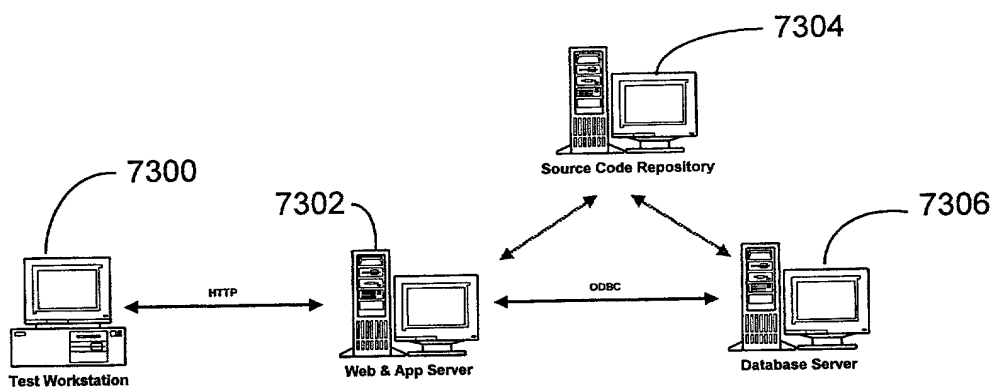 7304
Source Code Repository
7300
7302
7306
HTTP
ODBC
Test Workstation
Web & App Server
Database Server